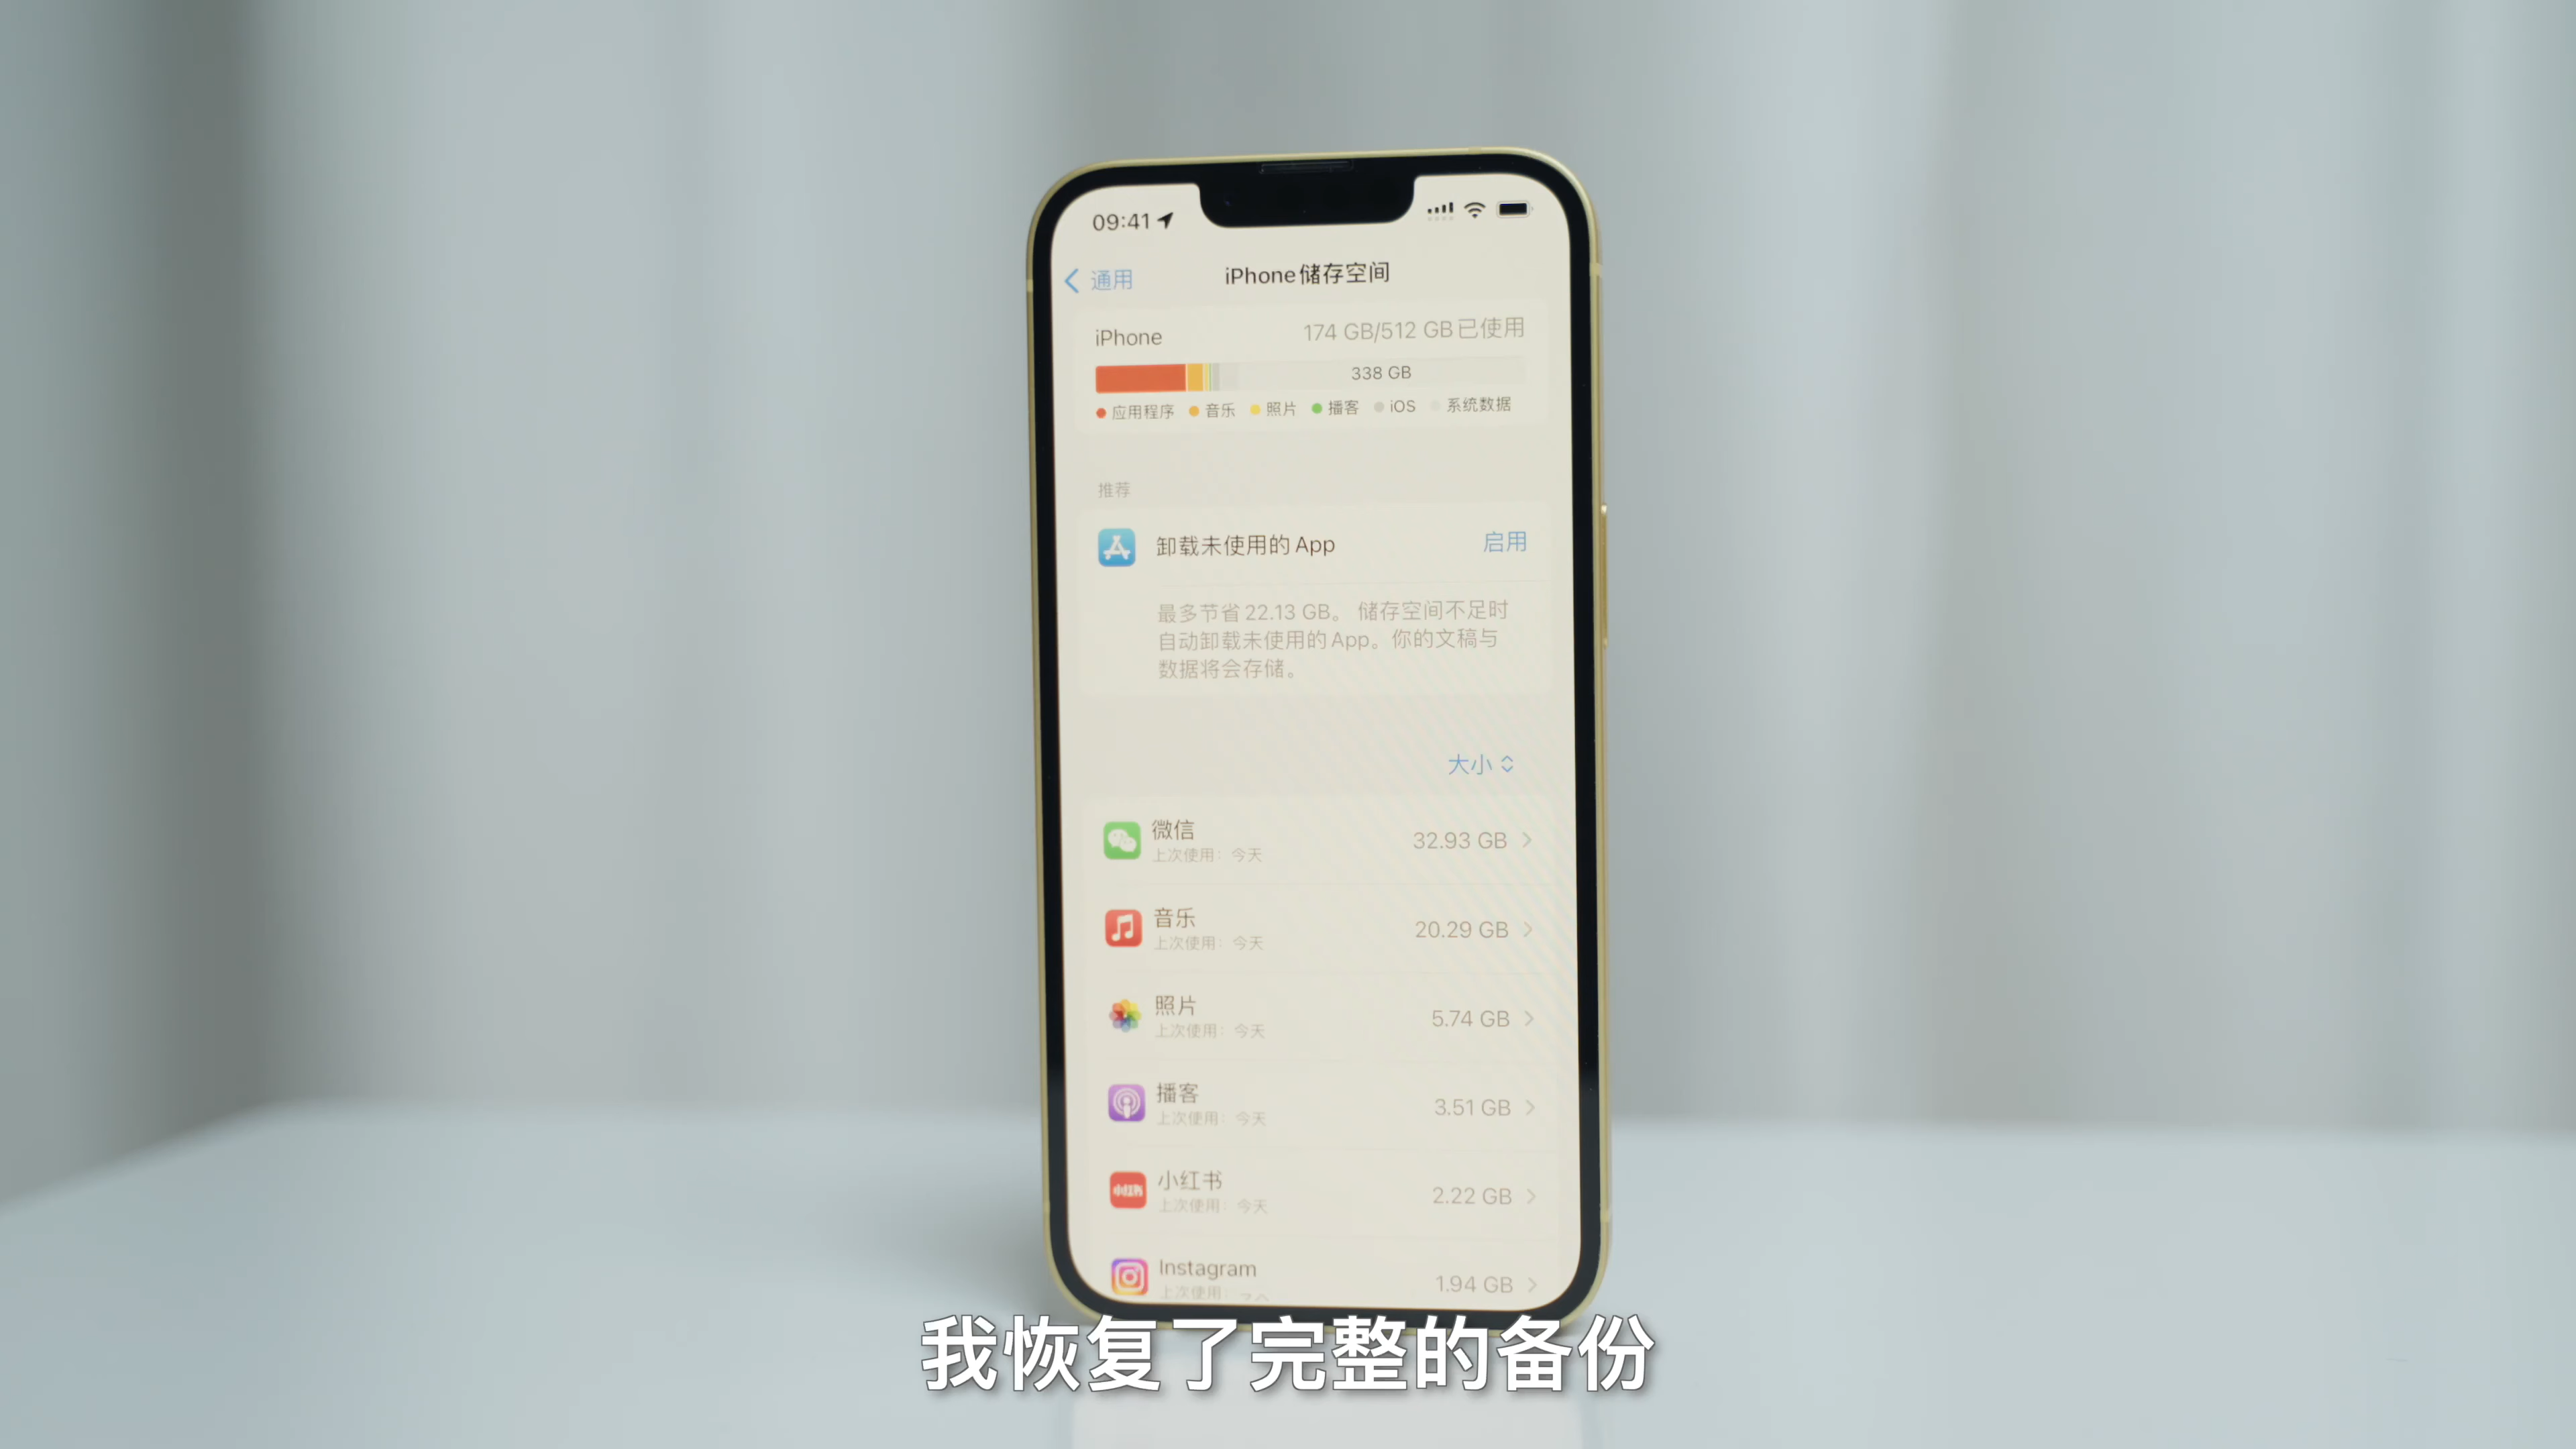 09:41
通用
iPhone储存空间
iPhone
174 GB/512 GB已使用
338 GB
应用程序 音乐 照片 播客 iOS 系统数据
推荐
卸载未使用的App
启用
最多节省22.13 GB。 储存空间不足时
自动卸载未使用的App。你的文稿与
数据将会存储。
大小
微信
上次使用：今天
32.93 GB
音乐
上次使用：今天
20.29 GB
照片
上次使用：今天
5.74 GB
播客
上次使用：今天
3.51 GB
小红书
小红书
上次使用：今天
2.22 GB
Instagram
上次使用：
1.94 GB
我恢复了完整的备份